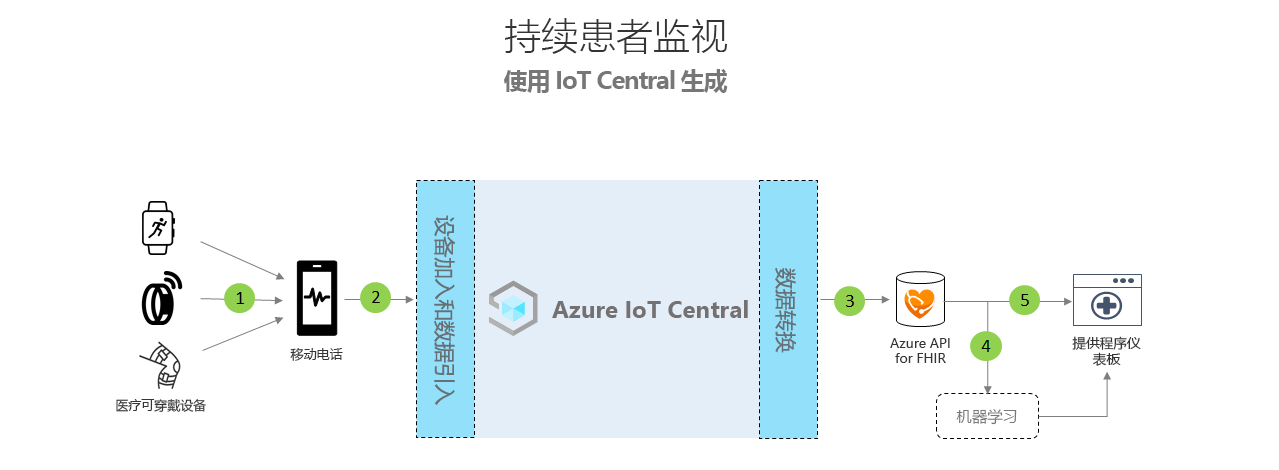 持续患者监视
使用 IoT Central 生成
1
移动电话
医疗可穿戴设备
2
设备加入和数据引入
Azure IoT Central
数据转换
3
Azure API
for FHIR
4
机器学习
5
提供程序仪
表板